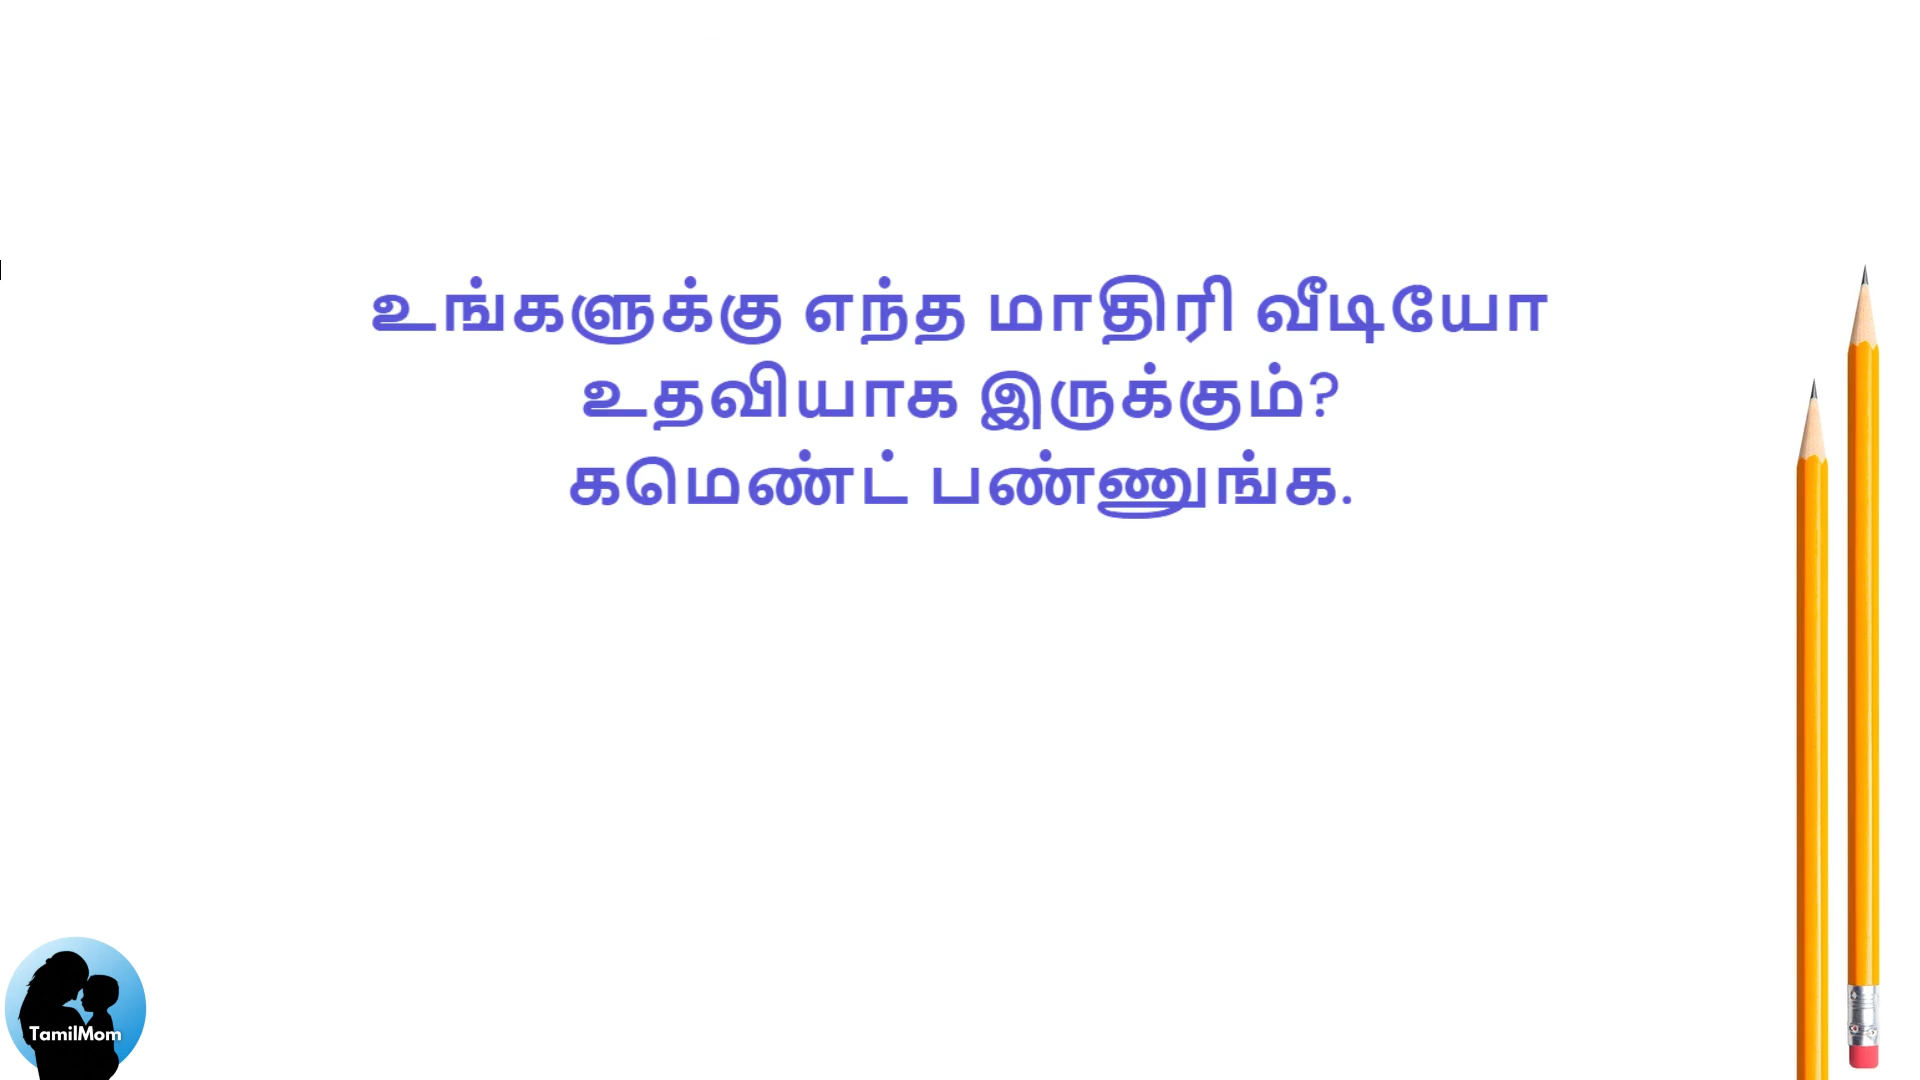 உங்களுக்கு எந்த மாதிரி வீடியோ
உதவியாக இருக்கும்?
கமெண்ட் பண்ணுங்க.
TamilMom